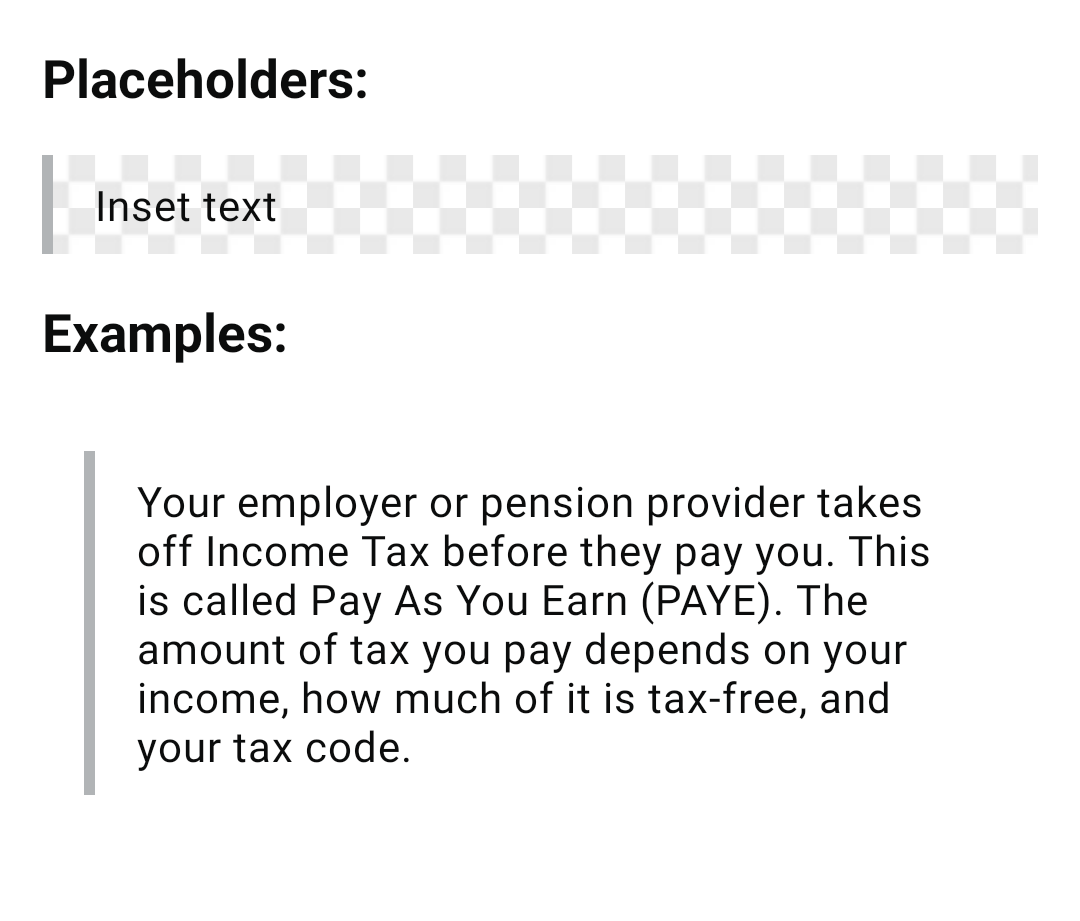 Placeholders:
Inset text
Examples:
Your employer or pension provider takes
off Income Tax before they pay you. This
is called Pay As You Earn (PAYE). The
amount of tax you pay depends on your
income, how much of it is tax-free, and
your tax code.